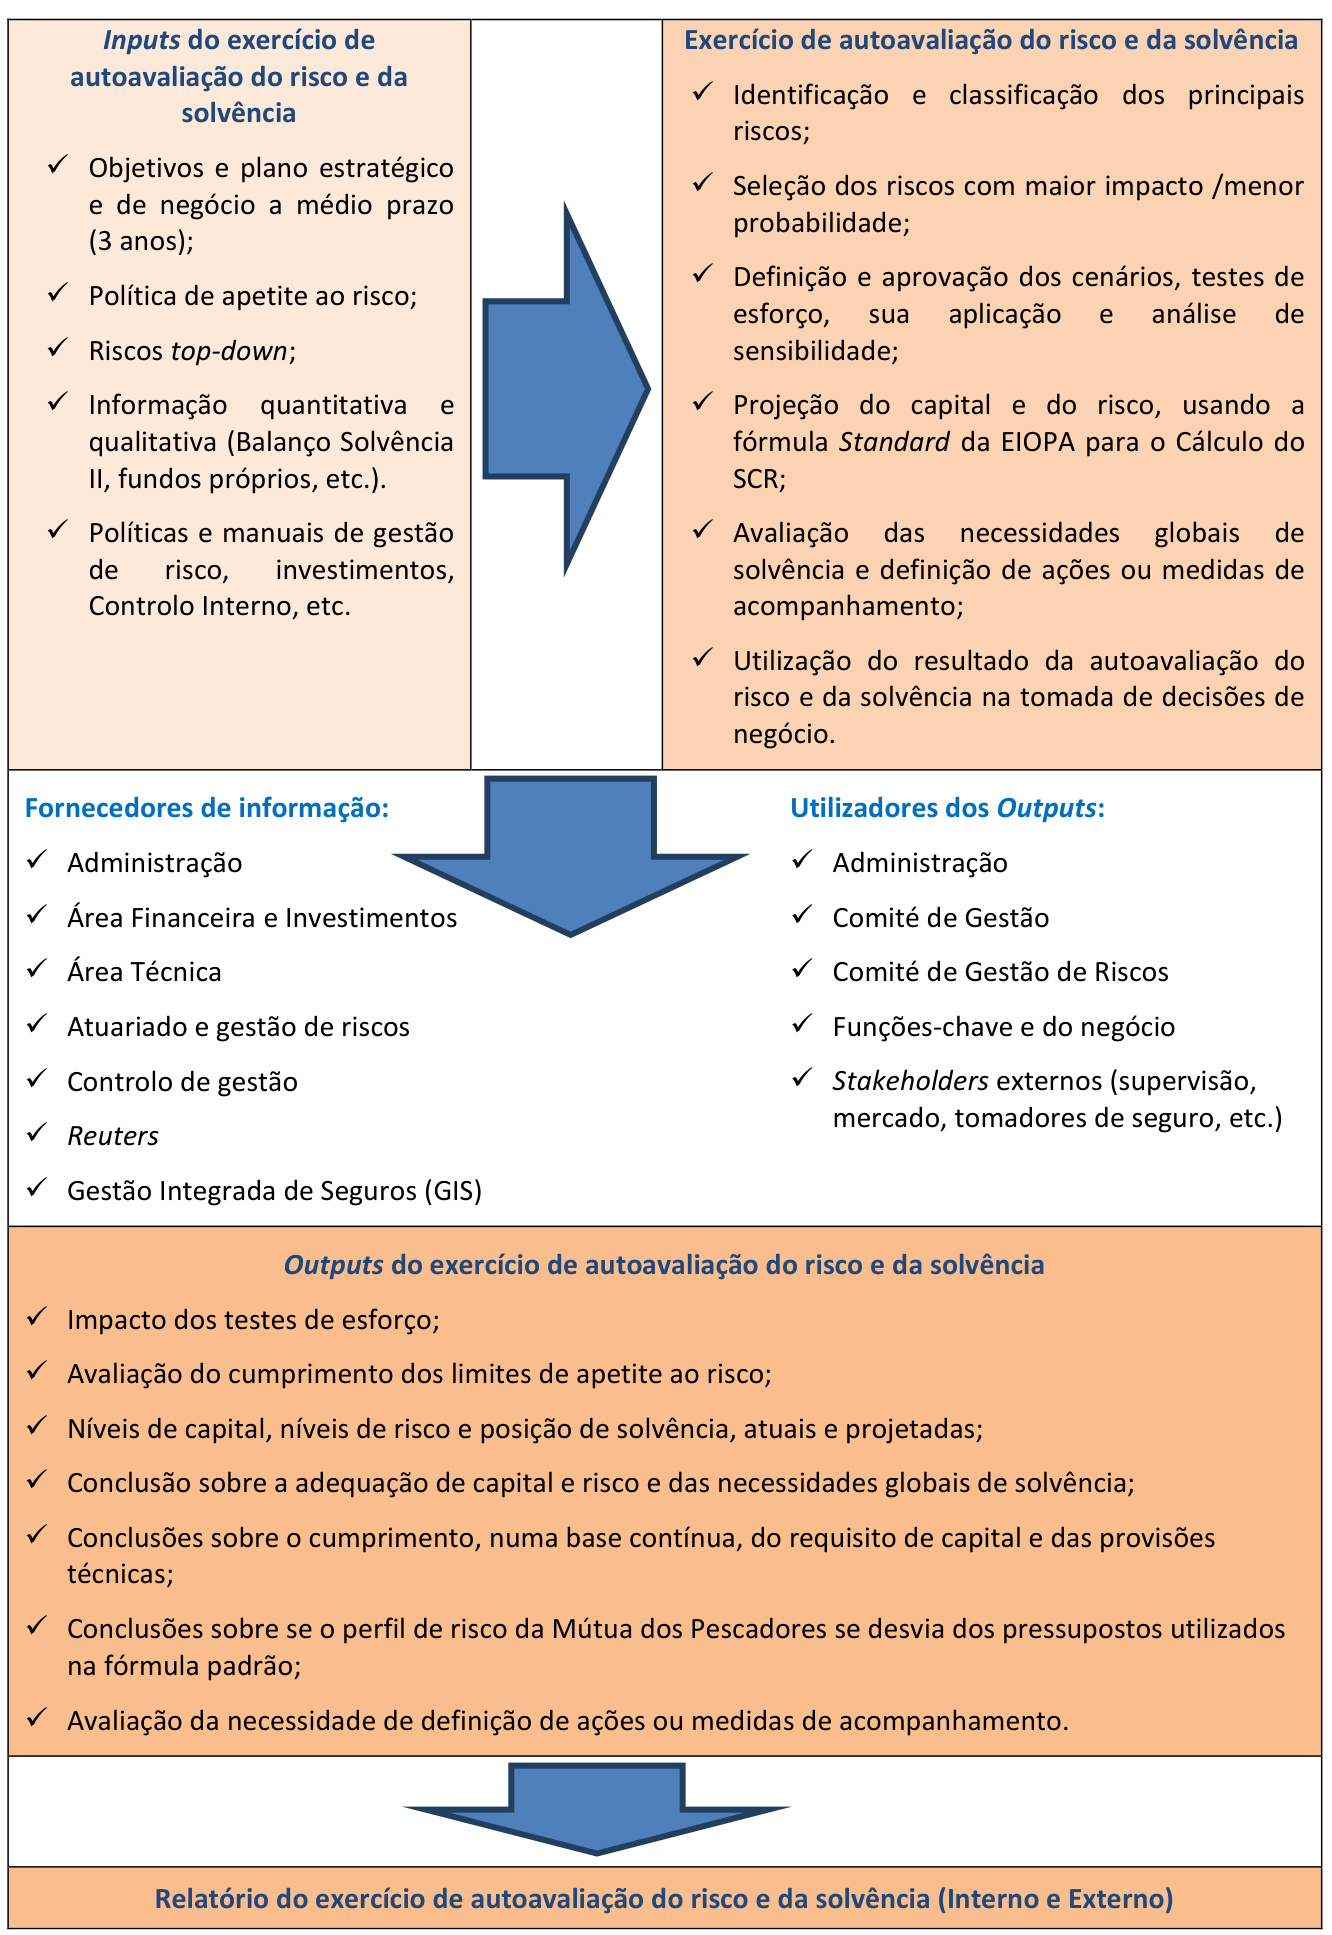 Inputs do exercício de
autoavaliação do risco e da
solvência
Objetivos e plano estratégico
e de negócio a médio prazo
(3 anos);
Política de apetite ao risco;
Riscos top-down;
Informação quantitativa e
qualitativa (Balanço Solvência
II, fundos próprios, etc.).
Políticas e manuais de gestão
de risco, investimentos,
Controlo Interno, etc.
Exercício de autoavaliação do risco e da solvência
Identificação e classificação dos principais
riscos;
Seleção dos riscos com maior impacto /menor
probabilidade;
Definição e aprovação dos cenários, testes de
esforço, sua aplicação e análise de
sensibilidade;
Projeção do capital e do risco, usando a
fórmula Standard da EIOPA para o Cálculo do
SCR;
Avaliação das necessidades globais de
solvência e definição de ações ou medidas de
acompanhamento;
Utilização do resultado da autoavaliação do
risco e da solvência na tomada de decisões de
negócio.
Fornecedores de informação:
Administração
Área Financeira e Investimentos
Área Técnica
Atuariado e gestão de riscos
Controlo de gestão
Reuters
Gestão Integrada de Seguros (GIS)
Utilizadores dos Outputs:
Administração
Comité de Gestão
Comité de Gestão de Riscos
Funções-chave e do negócio
Stakeholders externos (supervisão,
mercado, tomadores de seguro, etc.)
Outputs do exercício de autoavaliação do risco e da solvência
Impacto dos testes de esforço;
Avaliação do cumprimento dos limites de apetite ao risco;
Níveis de capital, níveis de risco e posição de solvência, atuais e projetadas;
Conclusão sobre a adequação de capital e risco e das necessidades globais de solvência;
Conclusões sobre o cumprimento, numa base contínua, do requisito de capital e das provisões
técnicas;
Conclusões sobre se o perfil de risco da Mútua dos Pescadores se desvia dos pressupostos utilizados
na fórmula padrão;
Avaliação da necessidade de definição de ações ou medidas de acompanhamento.
Relatório do exercício de autoavaliação do risco e da solvência (Interno e Externo)